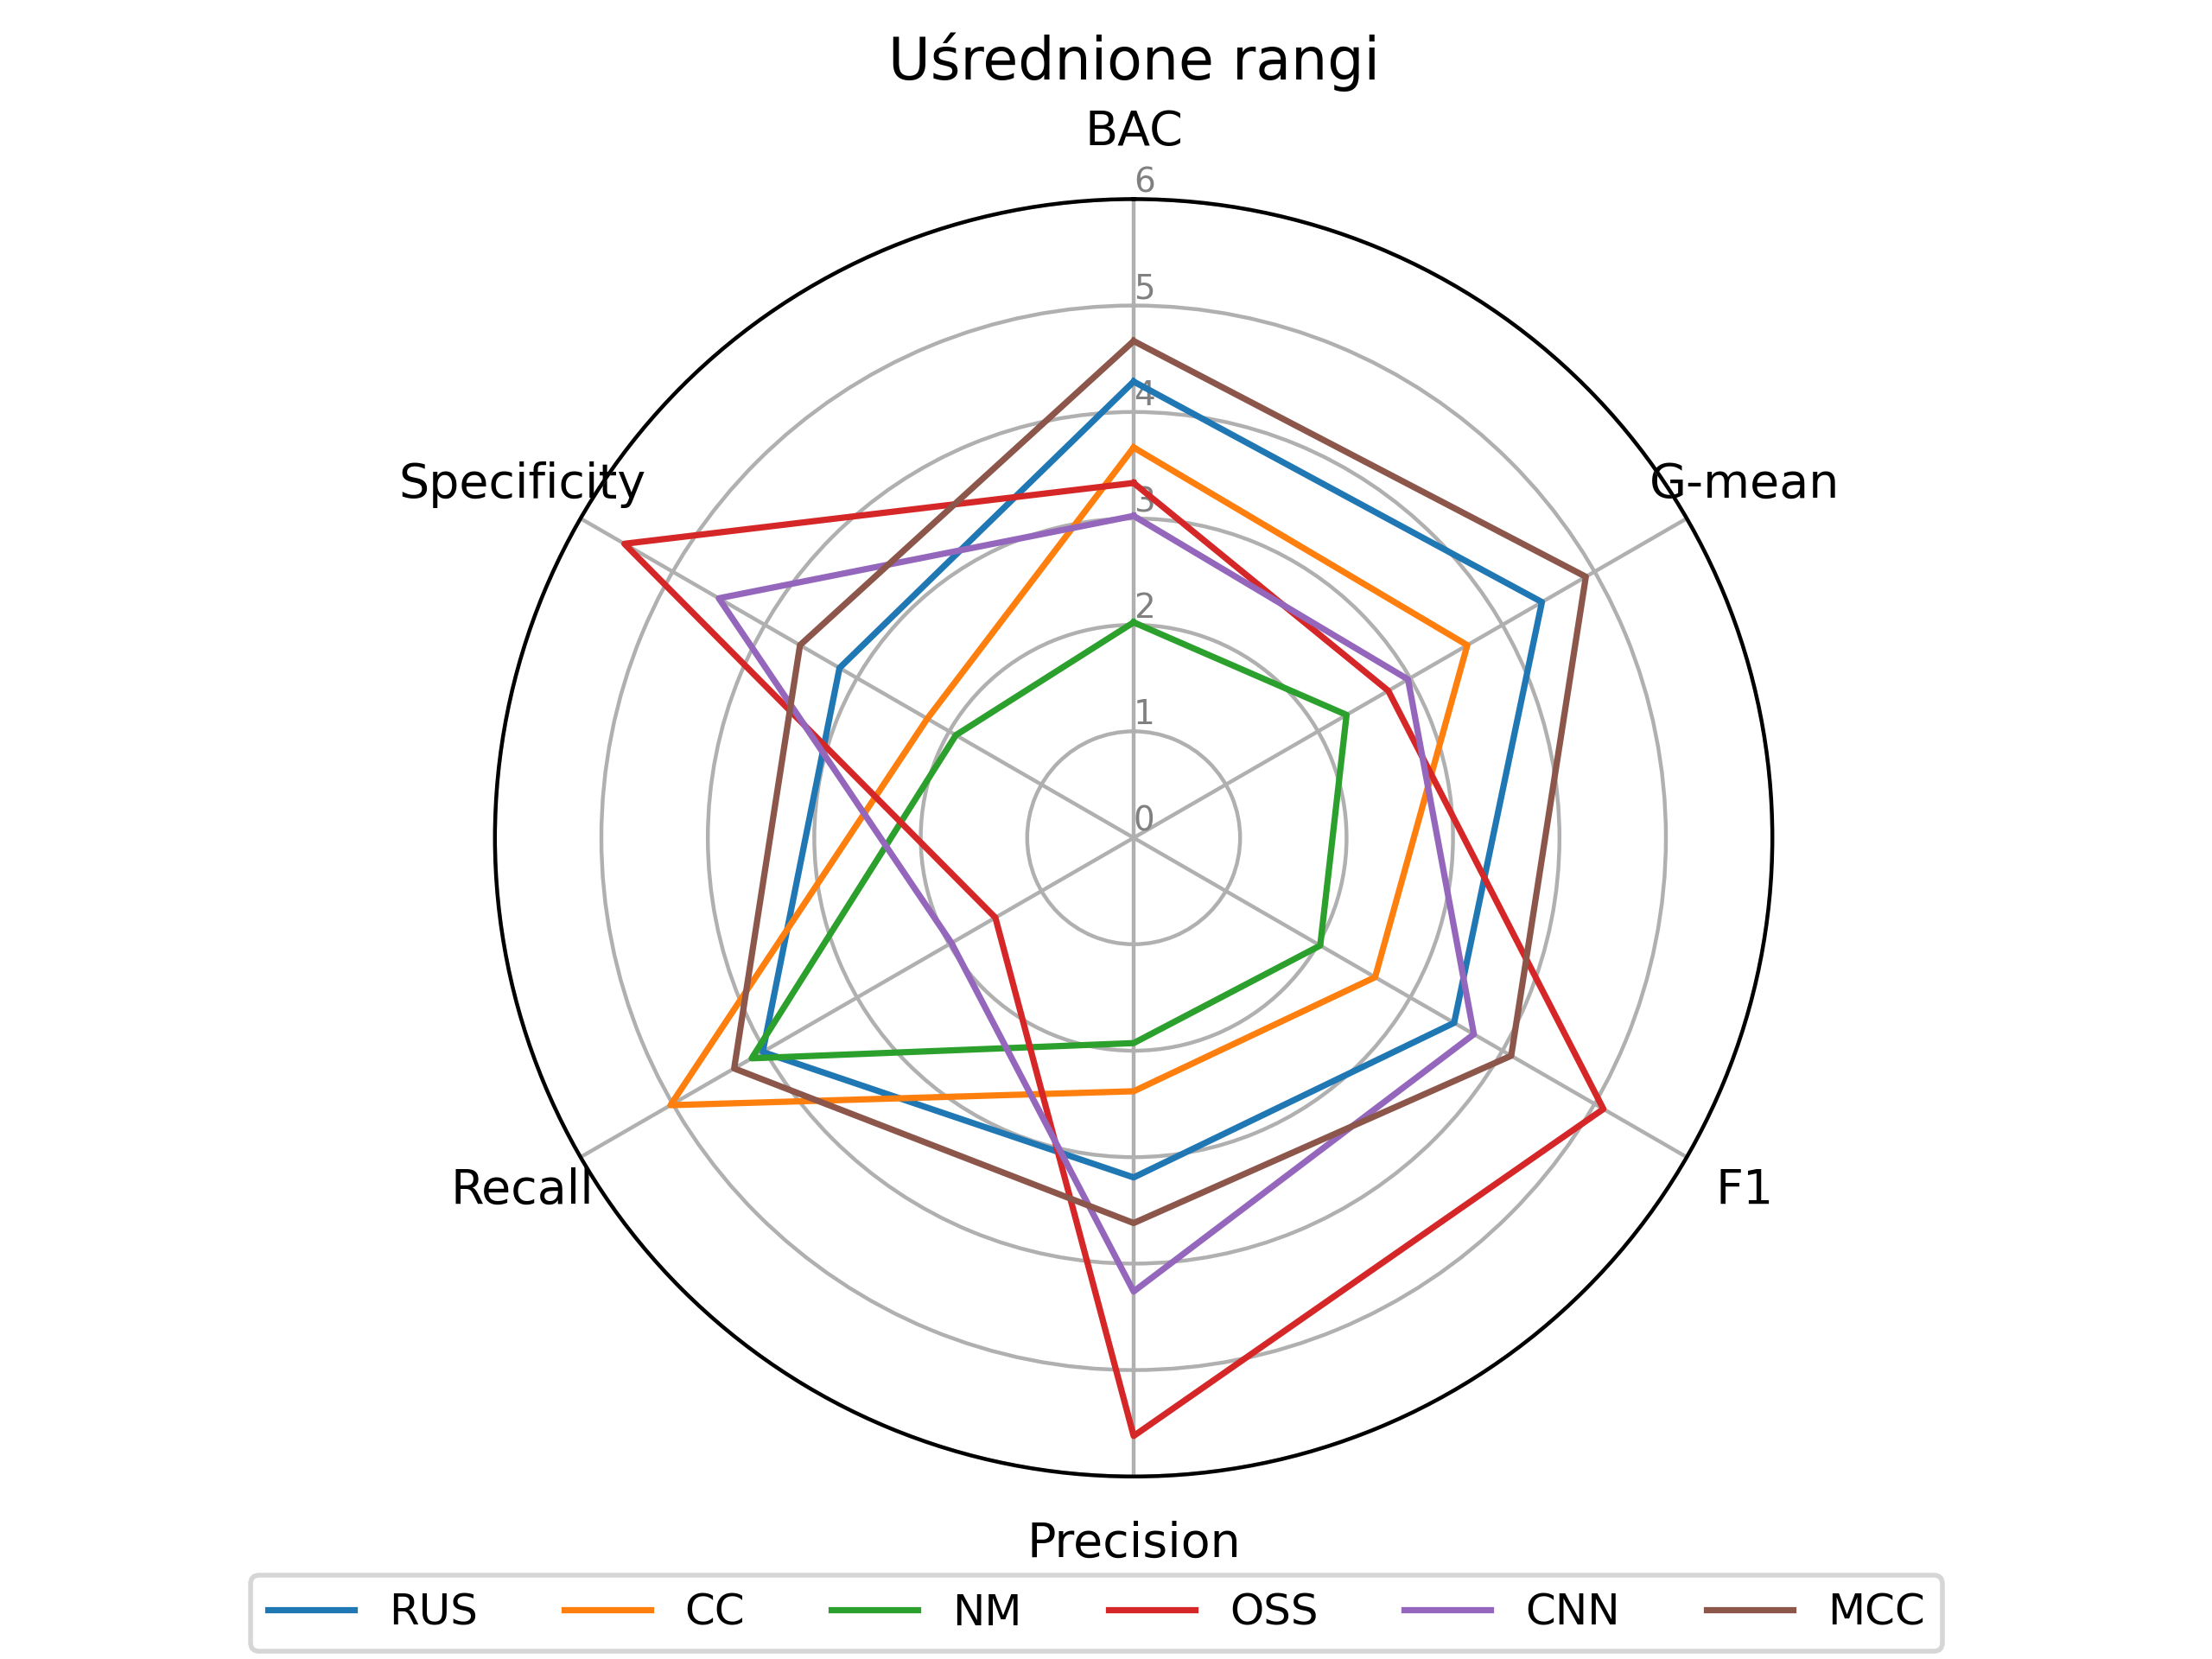 Uśrednione rangi
BAC
6
5
4
3
2
1
0
Specificity
G-mean
Recall
F1
Precision
RUS CC NM OSS CNN MCC